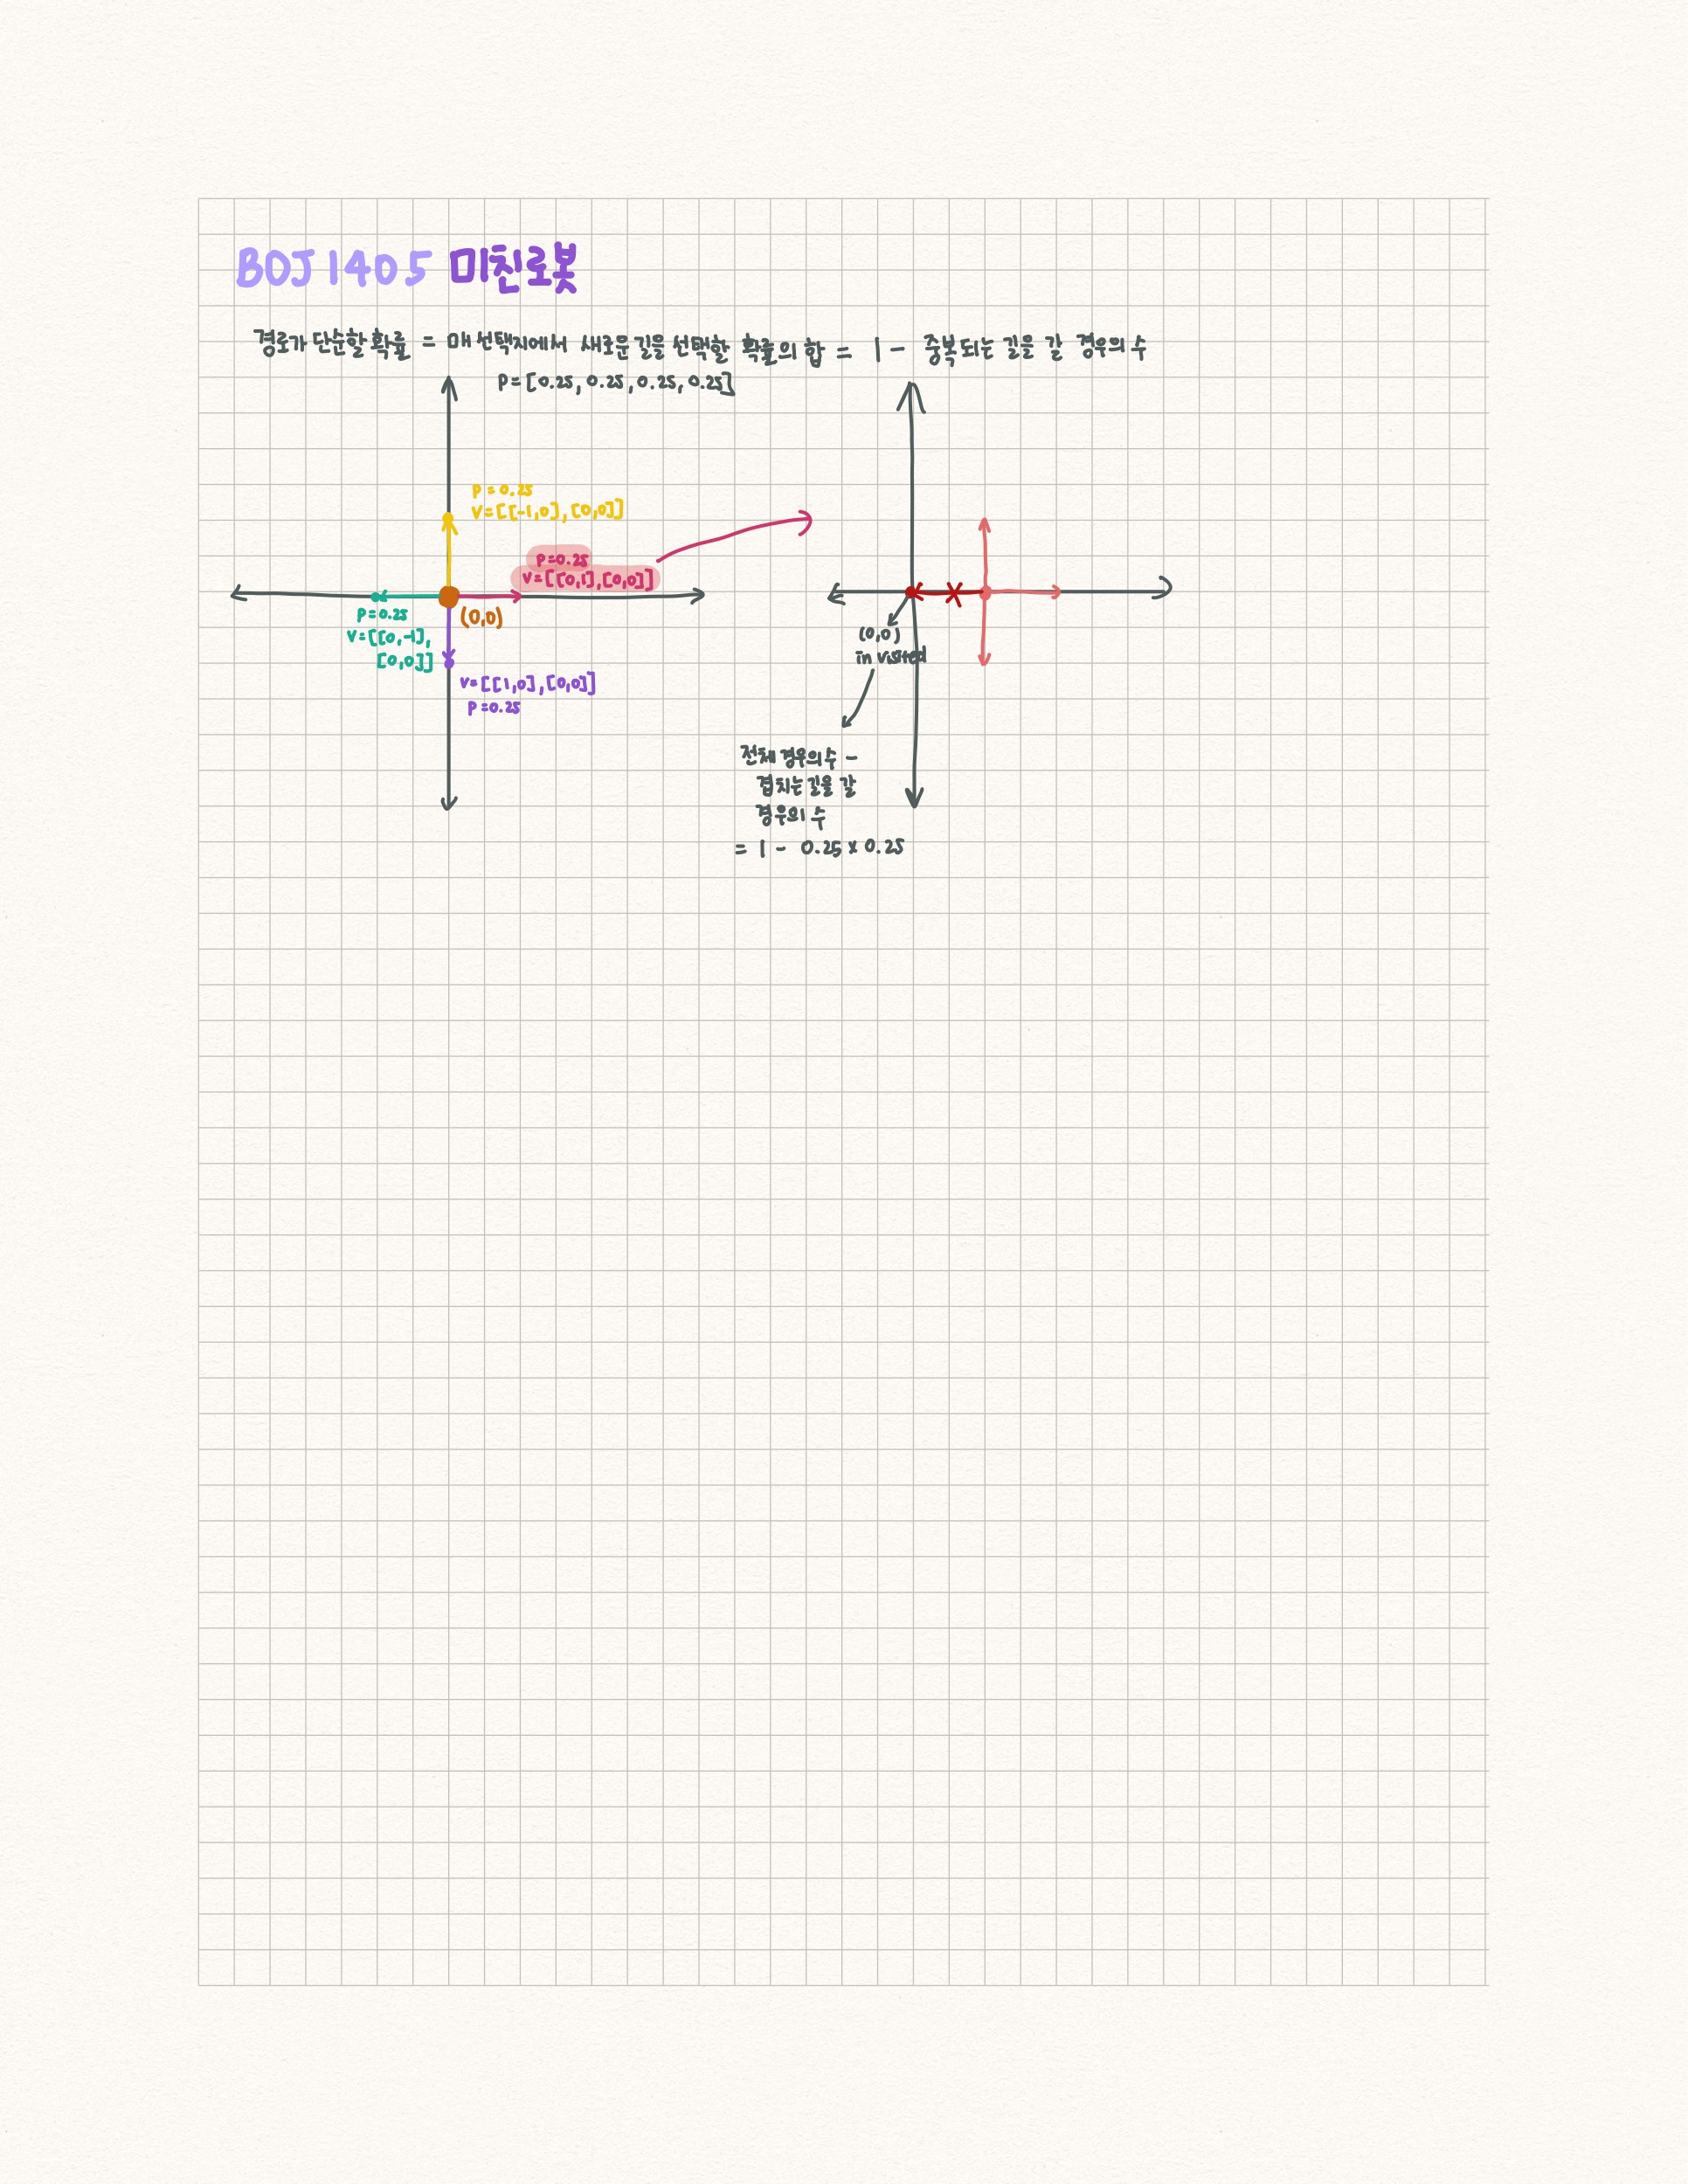 BOJ 1405 미친로봇
경로가 단순할 확률 = 매 선택지에서 새로운 길을 선택할 확률의 합 = 1 - 중복되는 길을 갈 경우의 수
P=[0.25, 0.25, 0.25, 0.25]
P=0.25
V=[[-1,0],[0,0]]
P=0.25
V=[[0,1],[0,0]]
(0,0)
P=0.25
V=[[0,-1],
[0,0]]
V=[[1,0],[0,0]]
P=0.25
(0,0)
in visited
전체 경우의 수 -
겹치는 길을 갈
경우의 수
= 1 - 0.25 x 0.25